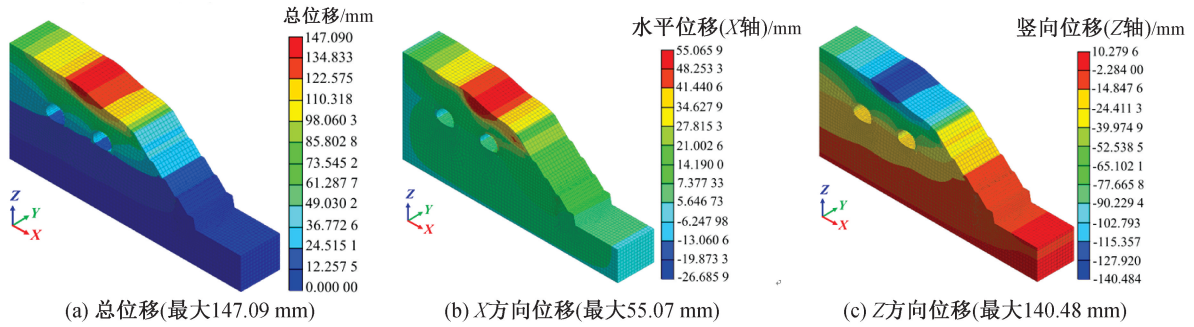 总位移/mm
147.090
134.833
122.575
110.318
98.060 3
85.802 8
73.545 2
61.287 7
49.030 2
36.772 6
24.515 1
12.257 5
0.000 00
Z
Y
X
(a) 总位移(最大147.09 mm)
水平位移(X轴)/mm
55.065 9
48.253 3
41.440 6
34.627 9
27.815 3
21.002 6
14.190 0
7.377 33
5.646 73
-6.247 98
-13.060 6
-19.873 3
-26.685 9
Z
Y
X
(b) X方向位移(最大55.07 mm)
竖向位移(Z轴)/mm
10.279 6
-2.284 00
-14.847 6
-24.411 3
-39.974 9
-52.538 5
-65.102 1
-77.665 8
-90.229 4
-102.793
-115.357
-127.920
-140.484
Z
Y
X
(c) Z方向位移(最大140.48 mm)